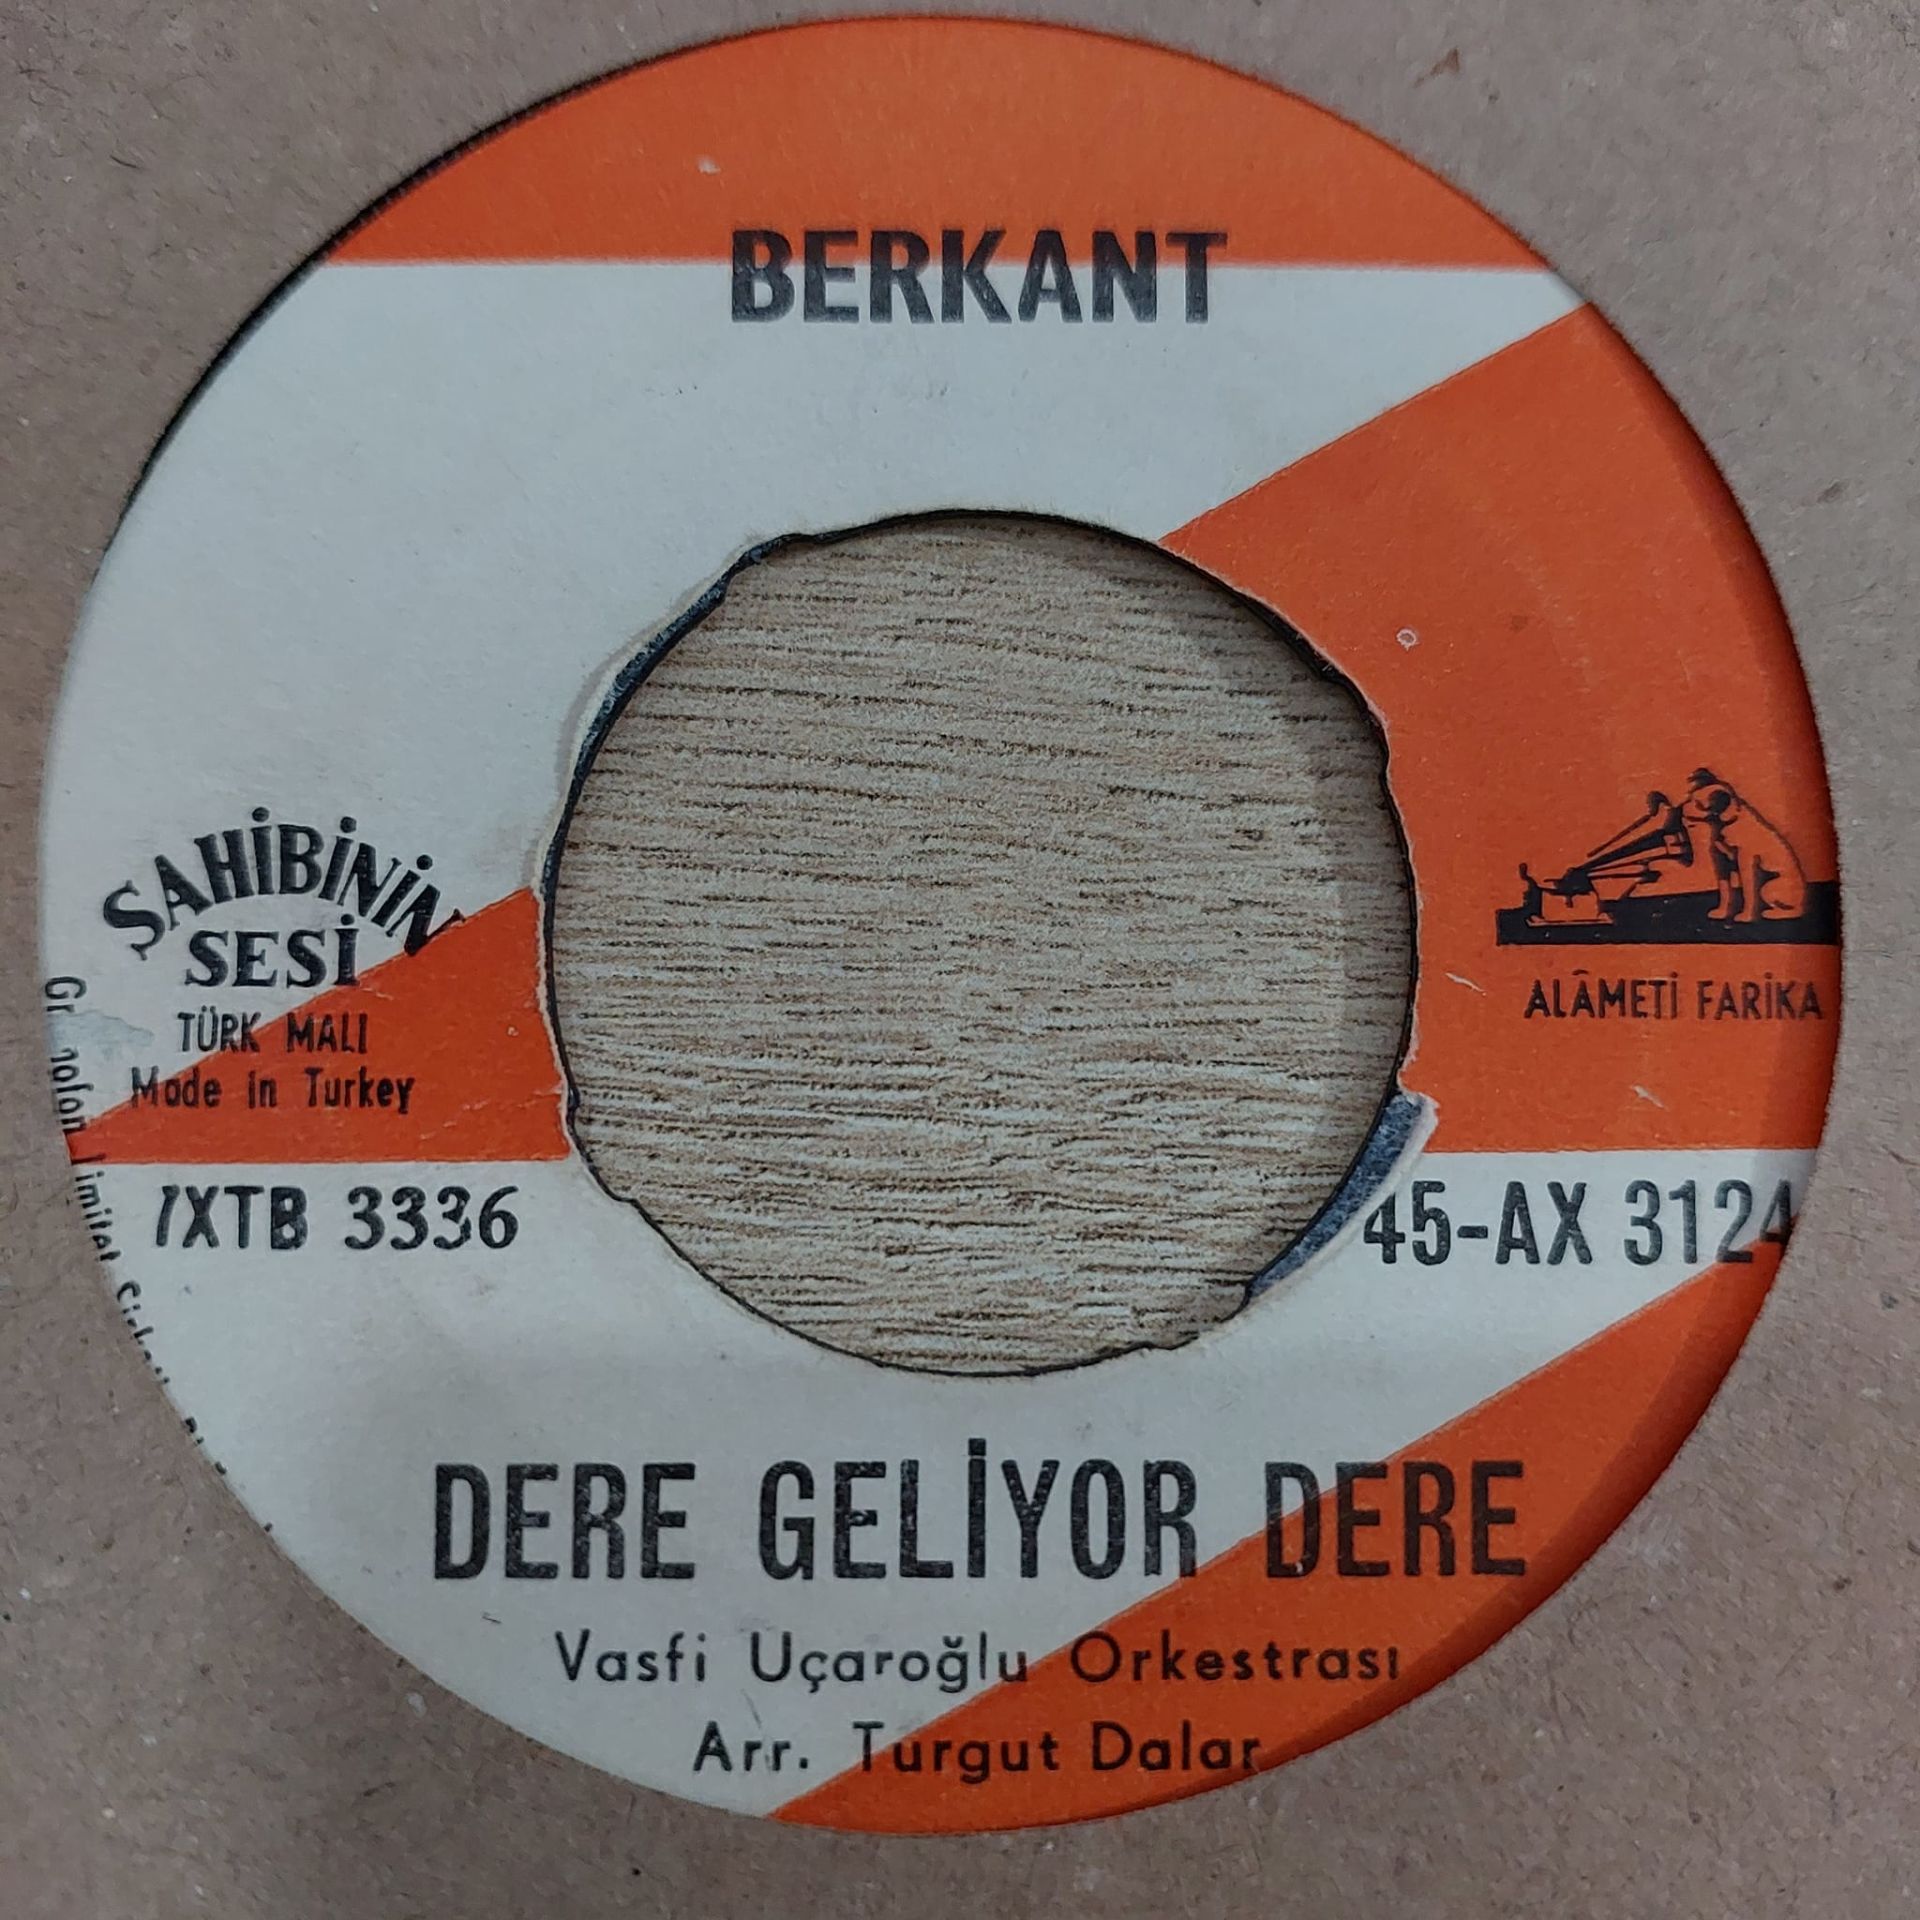 BERKANT
ŞAHİBİNİN
SESİ
TÜRK MALI
Made in Turkey
ALÂMETİ FARİKA
7XTB 3336
45-AX 3124
DERE GELİYOR DERE
Vasfi Uçaroğlu Orkestrası
Arr. Turgut Dalar